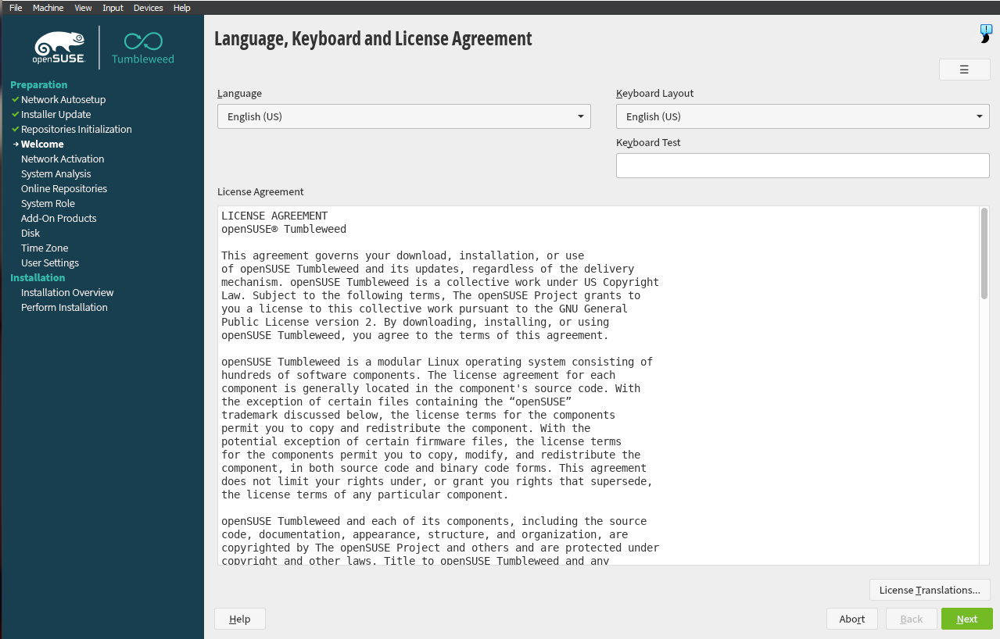 File Machine View Input Devices Help
openSUSE Tumbleweed
Preparation
Network Autosetup
Installer Update
Repositories Initialization
Welcome
Network Activation
System Analysis
Online Repositories
System Role
Add-On Products
Disk
Time Zone
User Settings
Installation
Installation Overview
Perform Installation
Language, Keyboard and License Agreement
Language
English (US)
Keyboard Layout
English (US)
Keyboard Test
License Agreement
LICENSE AGREEMENT
openSUSE® Tumbleweed
This agreement governs your download, installation, or use
of openSUSE Tumbleweed and its updates, regardless of the delivery
mechanism. openSUSE Tumbleweed is a collective work under US Copyright
Law. Subject to the following terms, The openSUSE Project grants to
you a license to this collective work pursuant to the GNU General
Public License version 2. By downloading, installing, or using
openSUSE Tumbleweed, you agree to the terms of this agreement.
openSUSE Tumbleweed is a modular Linux operating system consisting of
hundreds of software components. The license agreement for each
component is generally located in the component's source code. With
the exception of certain files containing the “openSUSE”
trademark discussed below, the license terms for the components
permit you to copy and redistribute the component. With the
potential exception of certain firmware files, the license terms
for the components permit you to copy, modify, and redistribute the
component, in both source code and binary code forms. This agreement
does not limit your rights under, or grant you rights that supersede,
the license terms of any particular component.
openSUSE Tumbleweed and each of its components, including the source
code, documentation, appearance, structure, and organization, are
copyrighted by The openSUSE Project and others and are protected under
copyright and other laws. Title to openSUSE Tumbleweed and any
License Translations...
Help
Abort
Back
Next